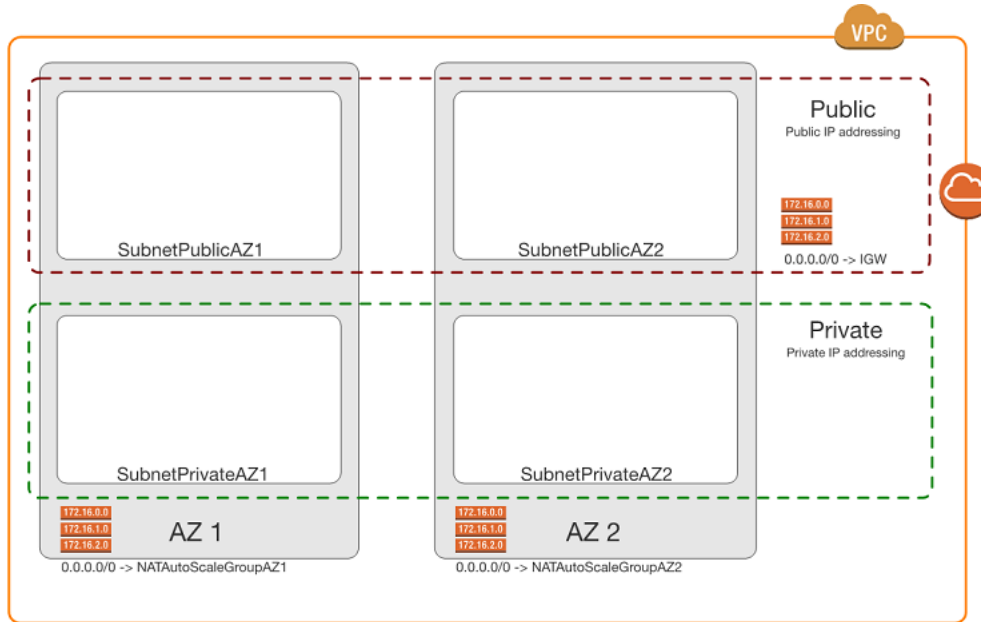 VPC
Public
Public IP addressing
172.16.0.0
172.16.1.0
172.16.2.0
0.0.0.0/0 -> IGW
SubnetPublicAZ1
SubnetPublicAZ2
Private
Private IP addressing
SubnetPrivateAZ1
SubnetPrivateAZ2
172.16.0.0
172.16.1.0
172.16.2.0
AZ 1
0.0.0.0/0 -> NATAutoScaleGroupAZ1
172.16.0.0
172.16.1.0
172.16.2.0
AZ 2
0.0.0.0/0 -> NATAutoScaleGroupAZ2